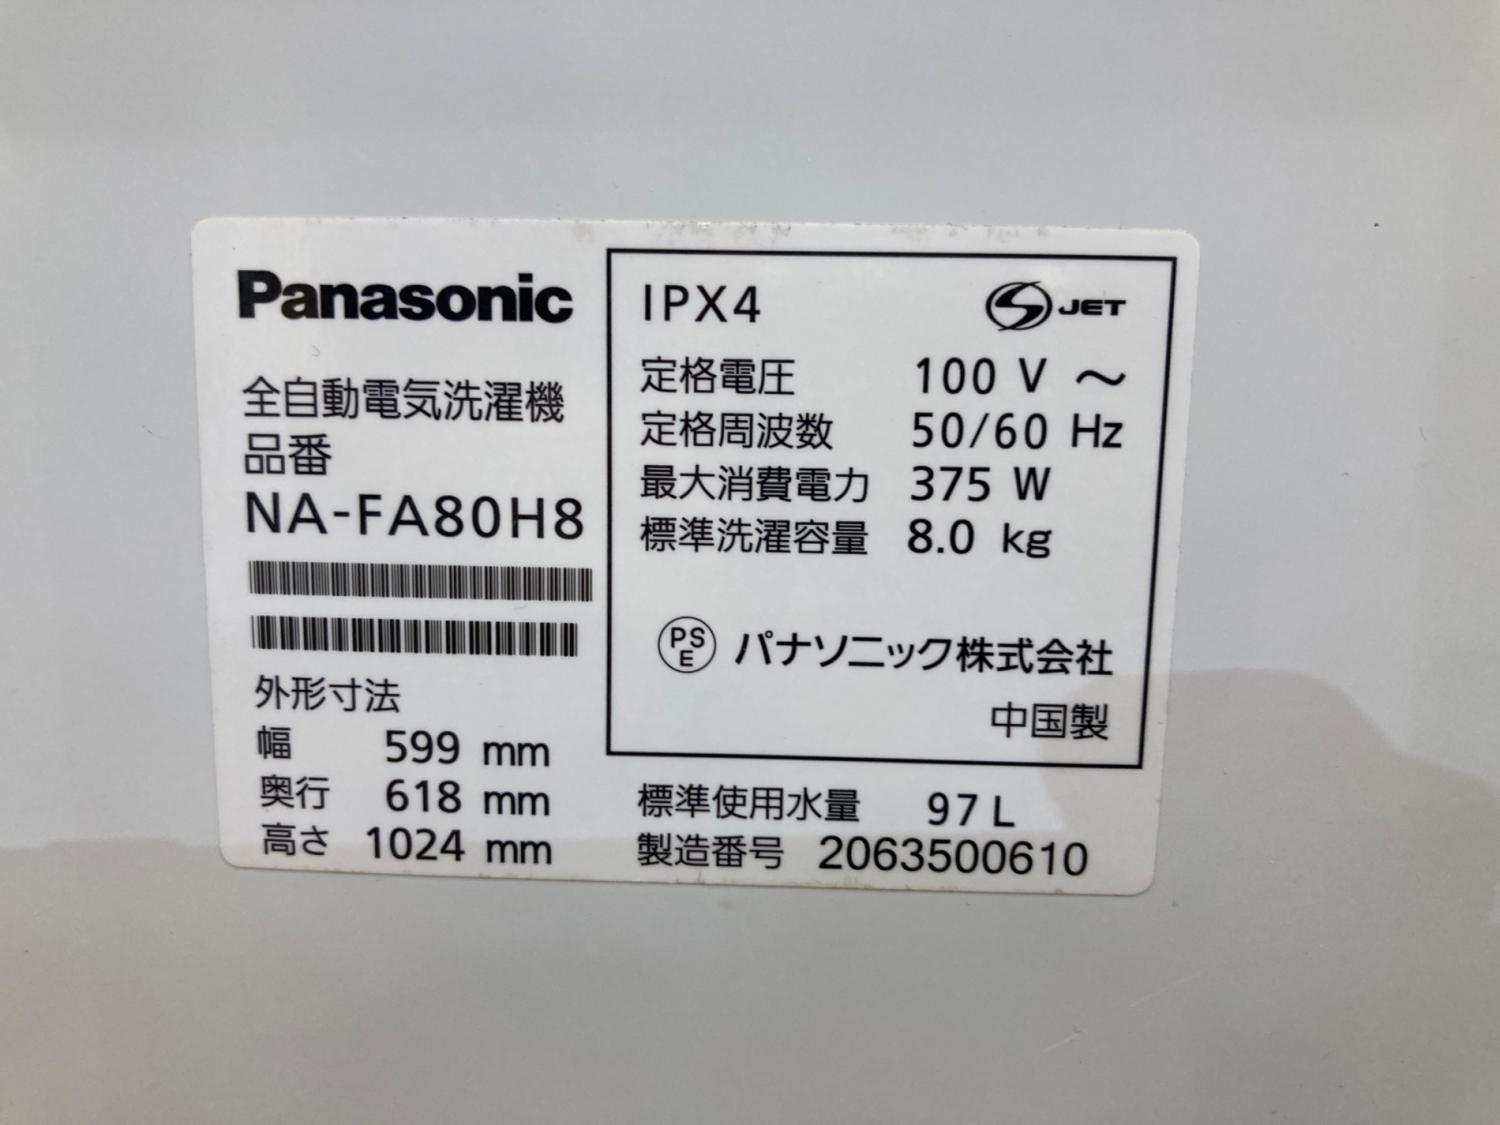 Panasonic
全自動電気洗濯機
品番
NA-FA80H8
外形寸法
幅 599 mm
奥行 618 mm
高さ 1024 mm
IPX4 S JET
定格電圧 100 V ～
定格周波数 50/60 Hz
最大消費電力 375 W
標準洗濯容量 8.0 kg
PS E パナソニック株式会社
中国製
標準使用水量 97 L
製造番号 2063500610